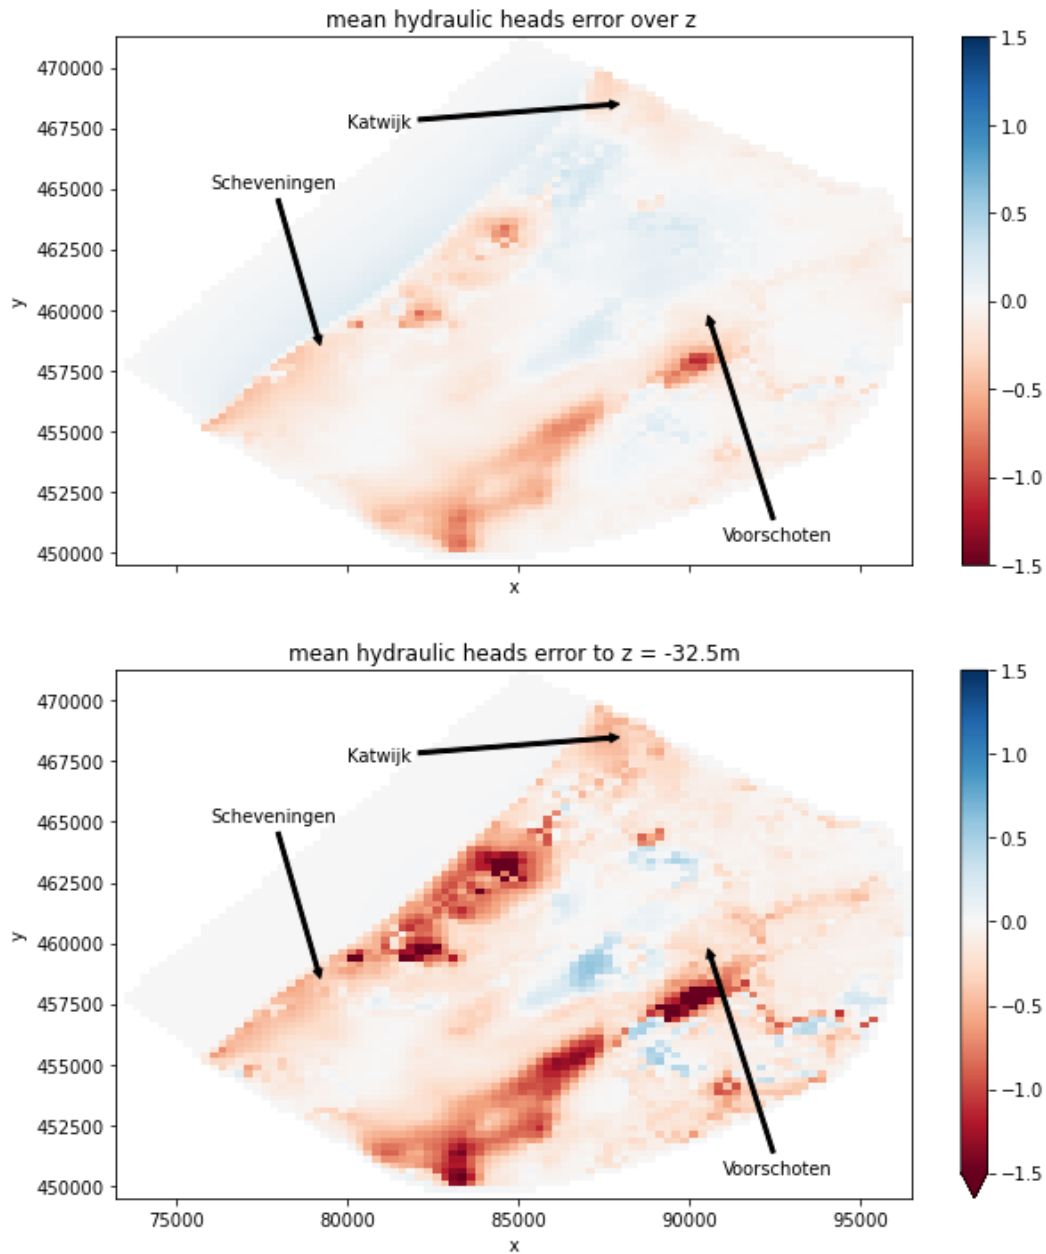 mean hydraulic heads error over z
1.5
470000
Katwijk
467500
1.0
Scheveningen
465000
0.5
462500
y
460000
0.0
457500
−0.5
455000
−1.0
452500
Voorschoten
450000
−1.5
x
mean hydraulic heads error to z = -32.5m
1.5
470000
Katwijk
467500
1.0
Scheveningen
465000
0.5
462500
y
460000
0.0
457500
−0.5
455000
−1.0
452500
Voorschoten
−1.5
450000
75000 80000 85000 90000 95000
x